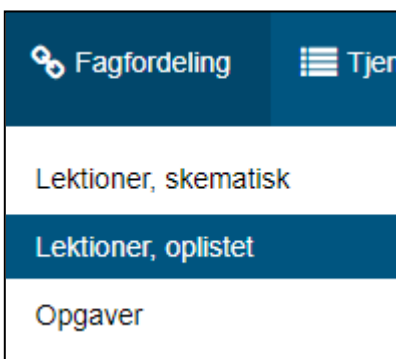 Fagfordeling
Lektioner, skematisk
Lektioner, oplistet
Opgaver